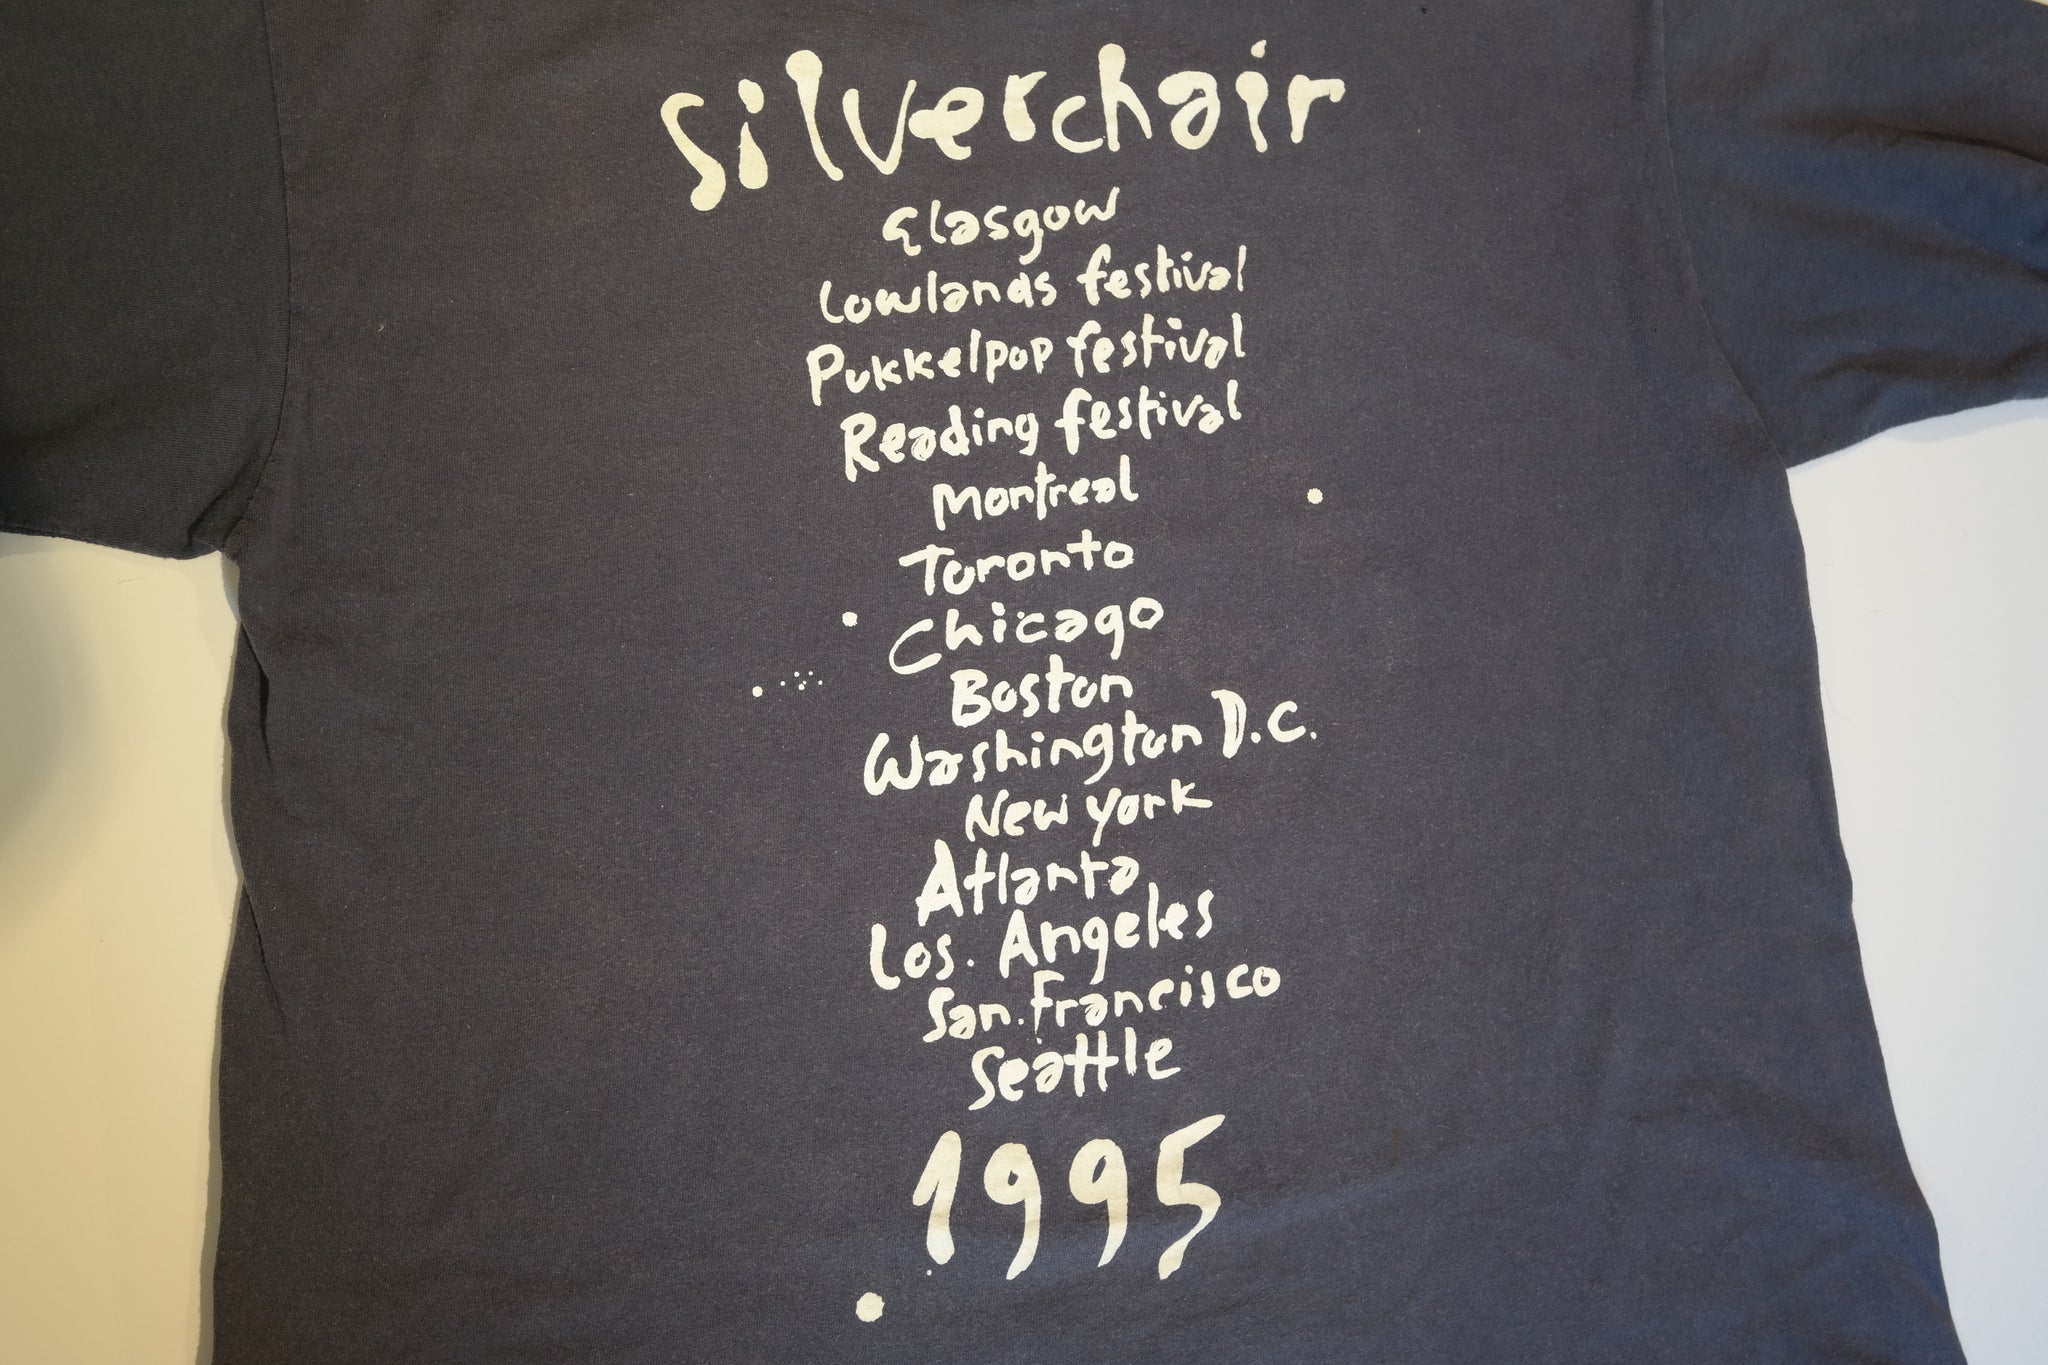 silverchair
Glasgow
Lowlands festival
Pukkelpop festival
Reading festival
Montreal
Toronto
Chicago
Boston
Washington D.C.
New York
Atlanta
Los. Angeles
San. Francisco
Seattle
1995